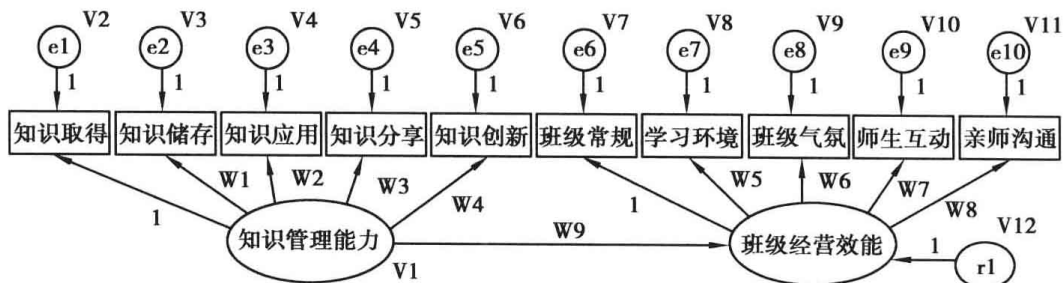 V2 V3 V4 V5 V6 V7 V8 V9 V10 V11
e1 e2 e3 e4 e5 e6 e7 e8 e9 e10
1 1 1 1 1 1 1 1 1 1
知识取得 知识储存 知识应用 知识分享 知识创新 班级常规 学习环境 班级气氛 师生互动 亲师沟通
1 W1 W2 W3 W4 1 W5 W6 W7 W8
知识管理能力 W9 班级经营效能 1 V12
V1 r1